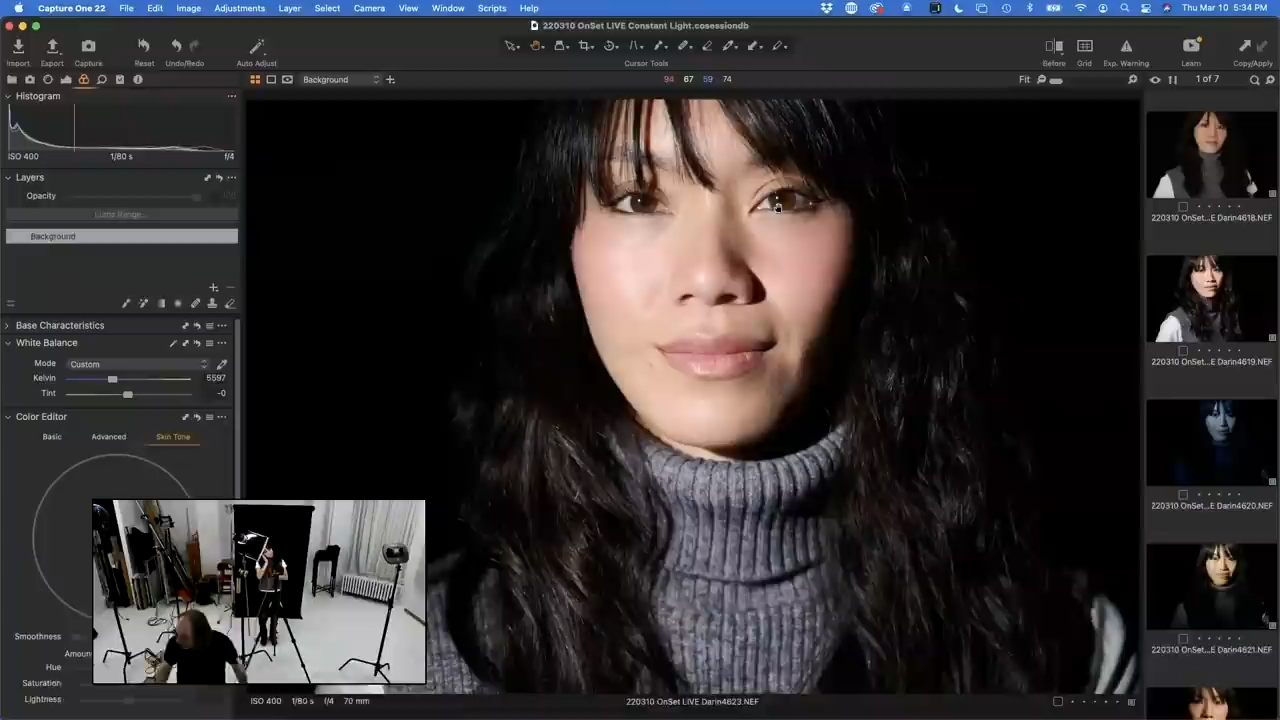 Capture One 22 File Edit Image Adjustments Layer Select Camera View Window Scripts Help Thu Mar 10 5:34 PM
220310 OnSet LIVE Constant Light.cosessiondb
Import Export Capture Reset Undo/Redo Auto Adjust Cursor Tools Before Grid Exp. Warning Learn Copy/Apply
Background 94 67 59 74 Fit 1 of 7
Histogram
ISO 400 1/80 s f/4
Layers
Opacity
Luma Range...
Background
Base Characteristics
White Balance
Mode Custom
Kelvin 5597
Tint -0
Color Editor
Basic Advanced Skin Tone
Smoothness
Amoun
Hue
Saturation
Lightness
ISO 400 1/80 s f/4 70 mm 220310 OnSet LIVE Darin4623.NEF
220310 OnSet...E Darin4618.NEF
220310 OnSet...E Darin4619.NEF
220310 OnSet...E Darin4620.NEF
220310 OnSet...E Darin4621.NEF